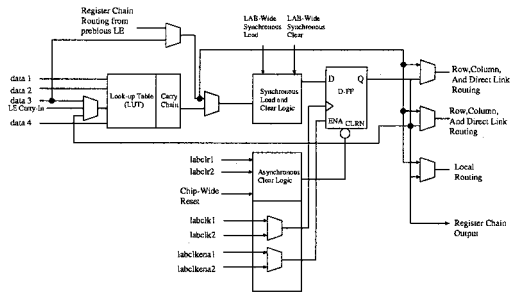 Register Chain
Routing from
prebious LE
LAB-Wide
Synchronous
Load
LAB-Wide
Synchronous
Clear
data 1
data 2
data 3
LE Carry-In
data 4
Look-up Table
(LUT)
Carry
Chain
Synchronous
Load and
Clear Logic
D
Q
D-FF
ENA
CLRN
Row,Column,
And Direct Link
Routing
Row,Column,
And Direct Link
Routing
Local
Routing
Register Chain
Output
labclr1
labclr2
Chip-Wide
Reset
Asynchronous
Clear Logic
labclk1
labclk2
labclkena1
labclkena2